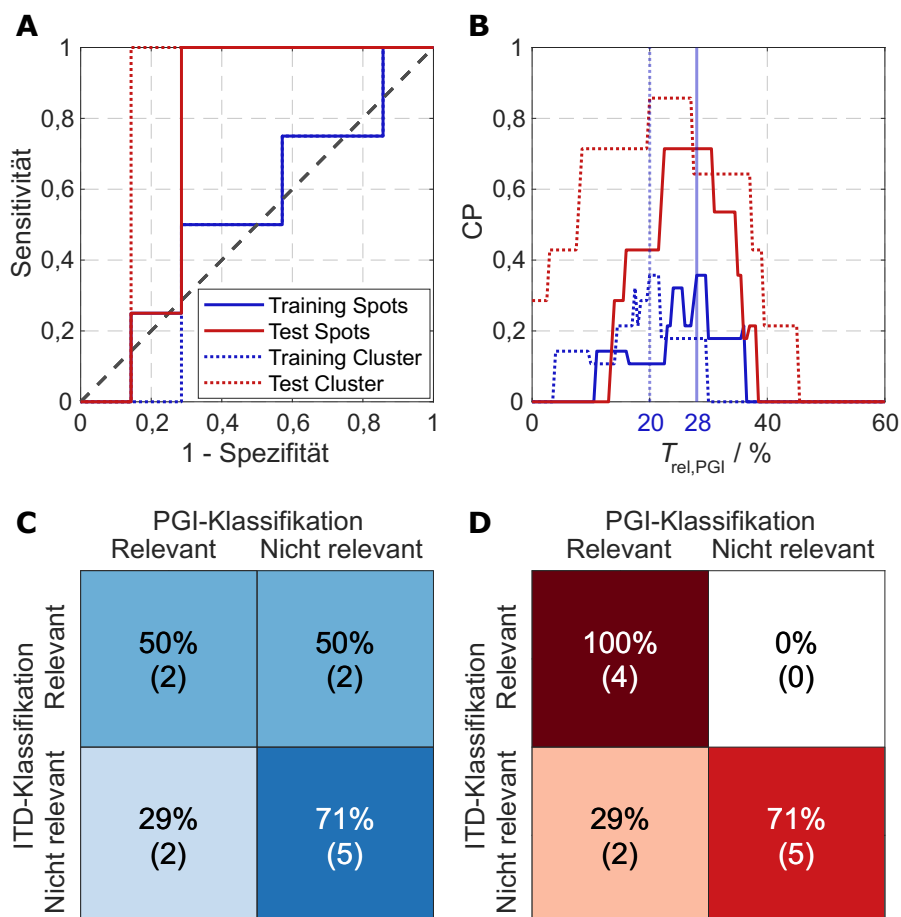 A
1
0,8
0,6
0,4
0,2
0
Sensitivität
0
0,2
0,4
0,6
0,8
1
1 - Spezifität
Training Spots
Test Spots
Training Cluster
Test Cluster
B
1
0,8
0,6
0,4
0,2
0
CP
0
20
28
40
60
T rel,PGI / %
C
PGI-Klassifikation
Relevant
Nicht relevant
ITD-Klassifikation
Relevant
Nicht relevant
50%
(2)
50%
(2)
29%
(2)
71%
(5)
D
PGI-Klassifikation
Relevant
Nicht relevant
ITD-Klassifikation
Relevant
Nicht relevant
100%
(4)
0%
(0)
29%
(2)
71%
(5)